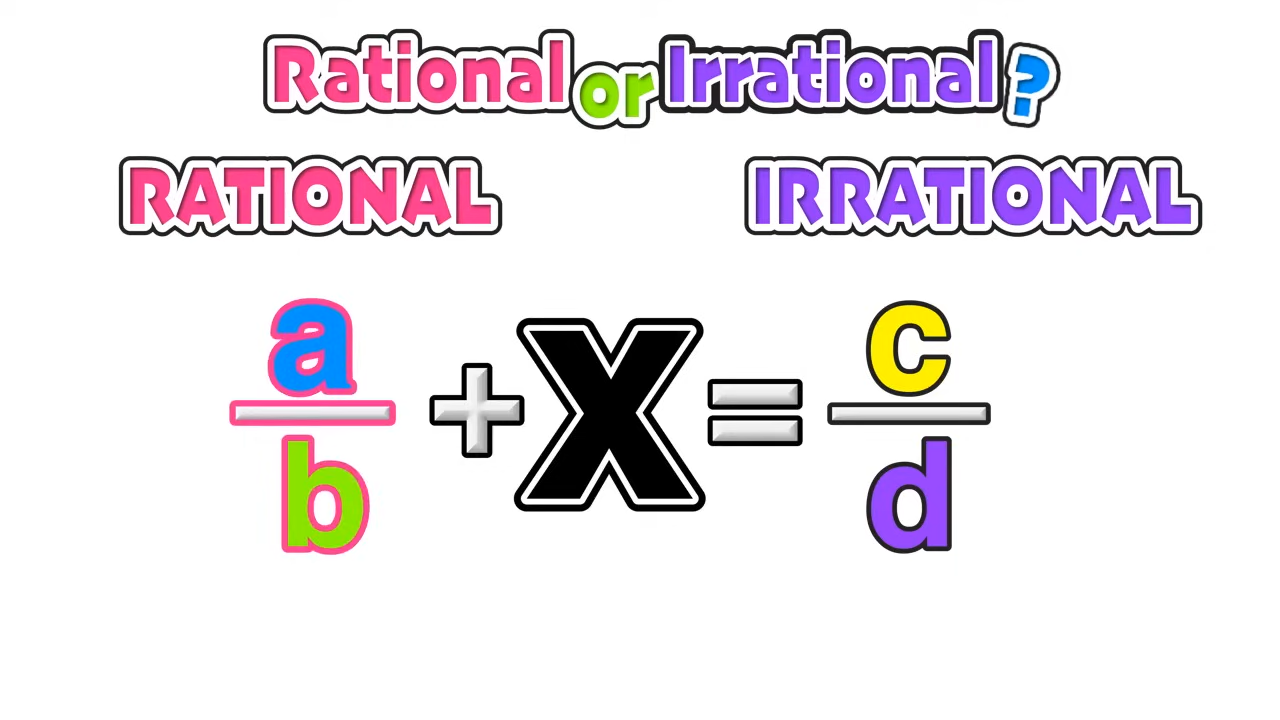 Rational or Irrational?
RATIONAL IRRATIONAL
a/b + X = c/d